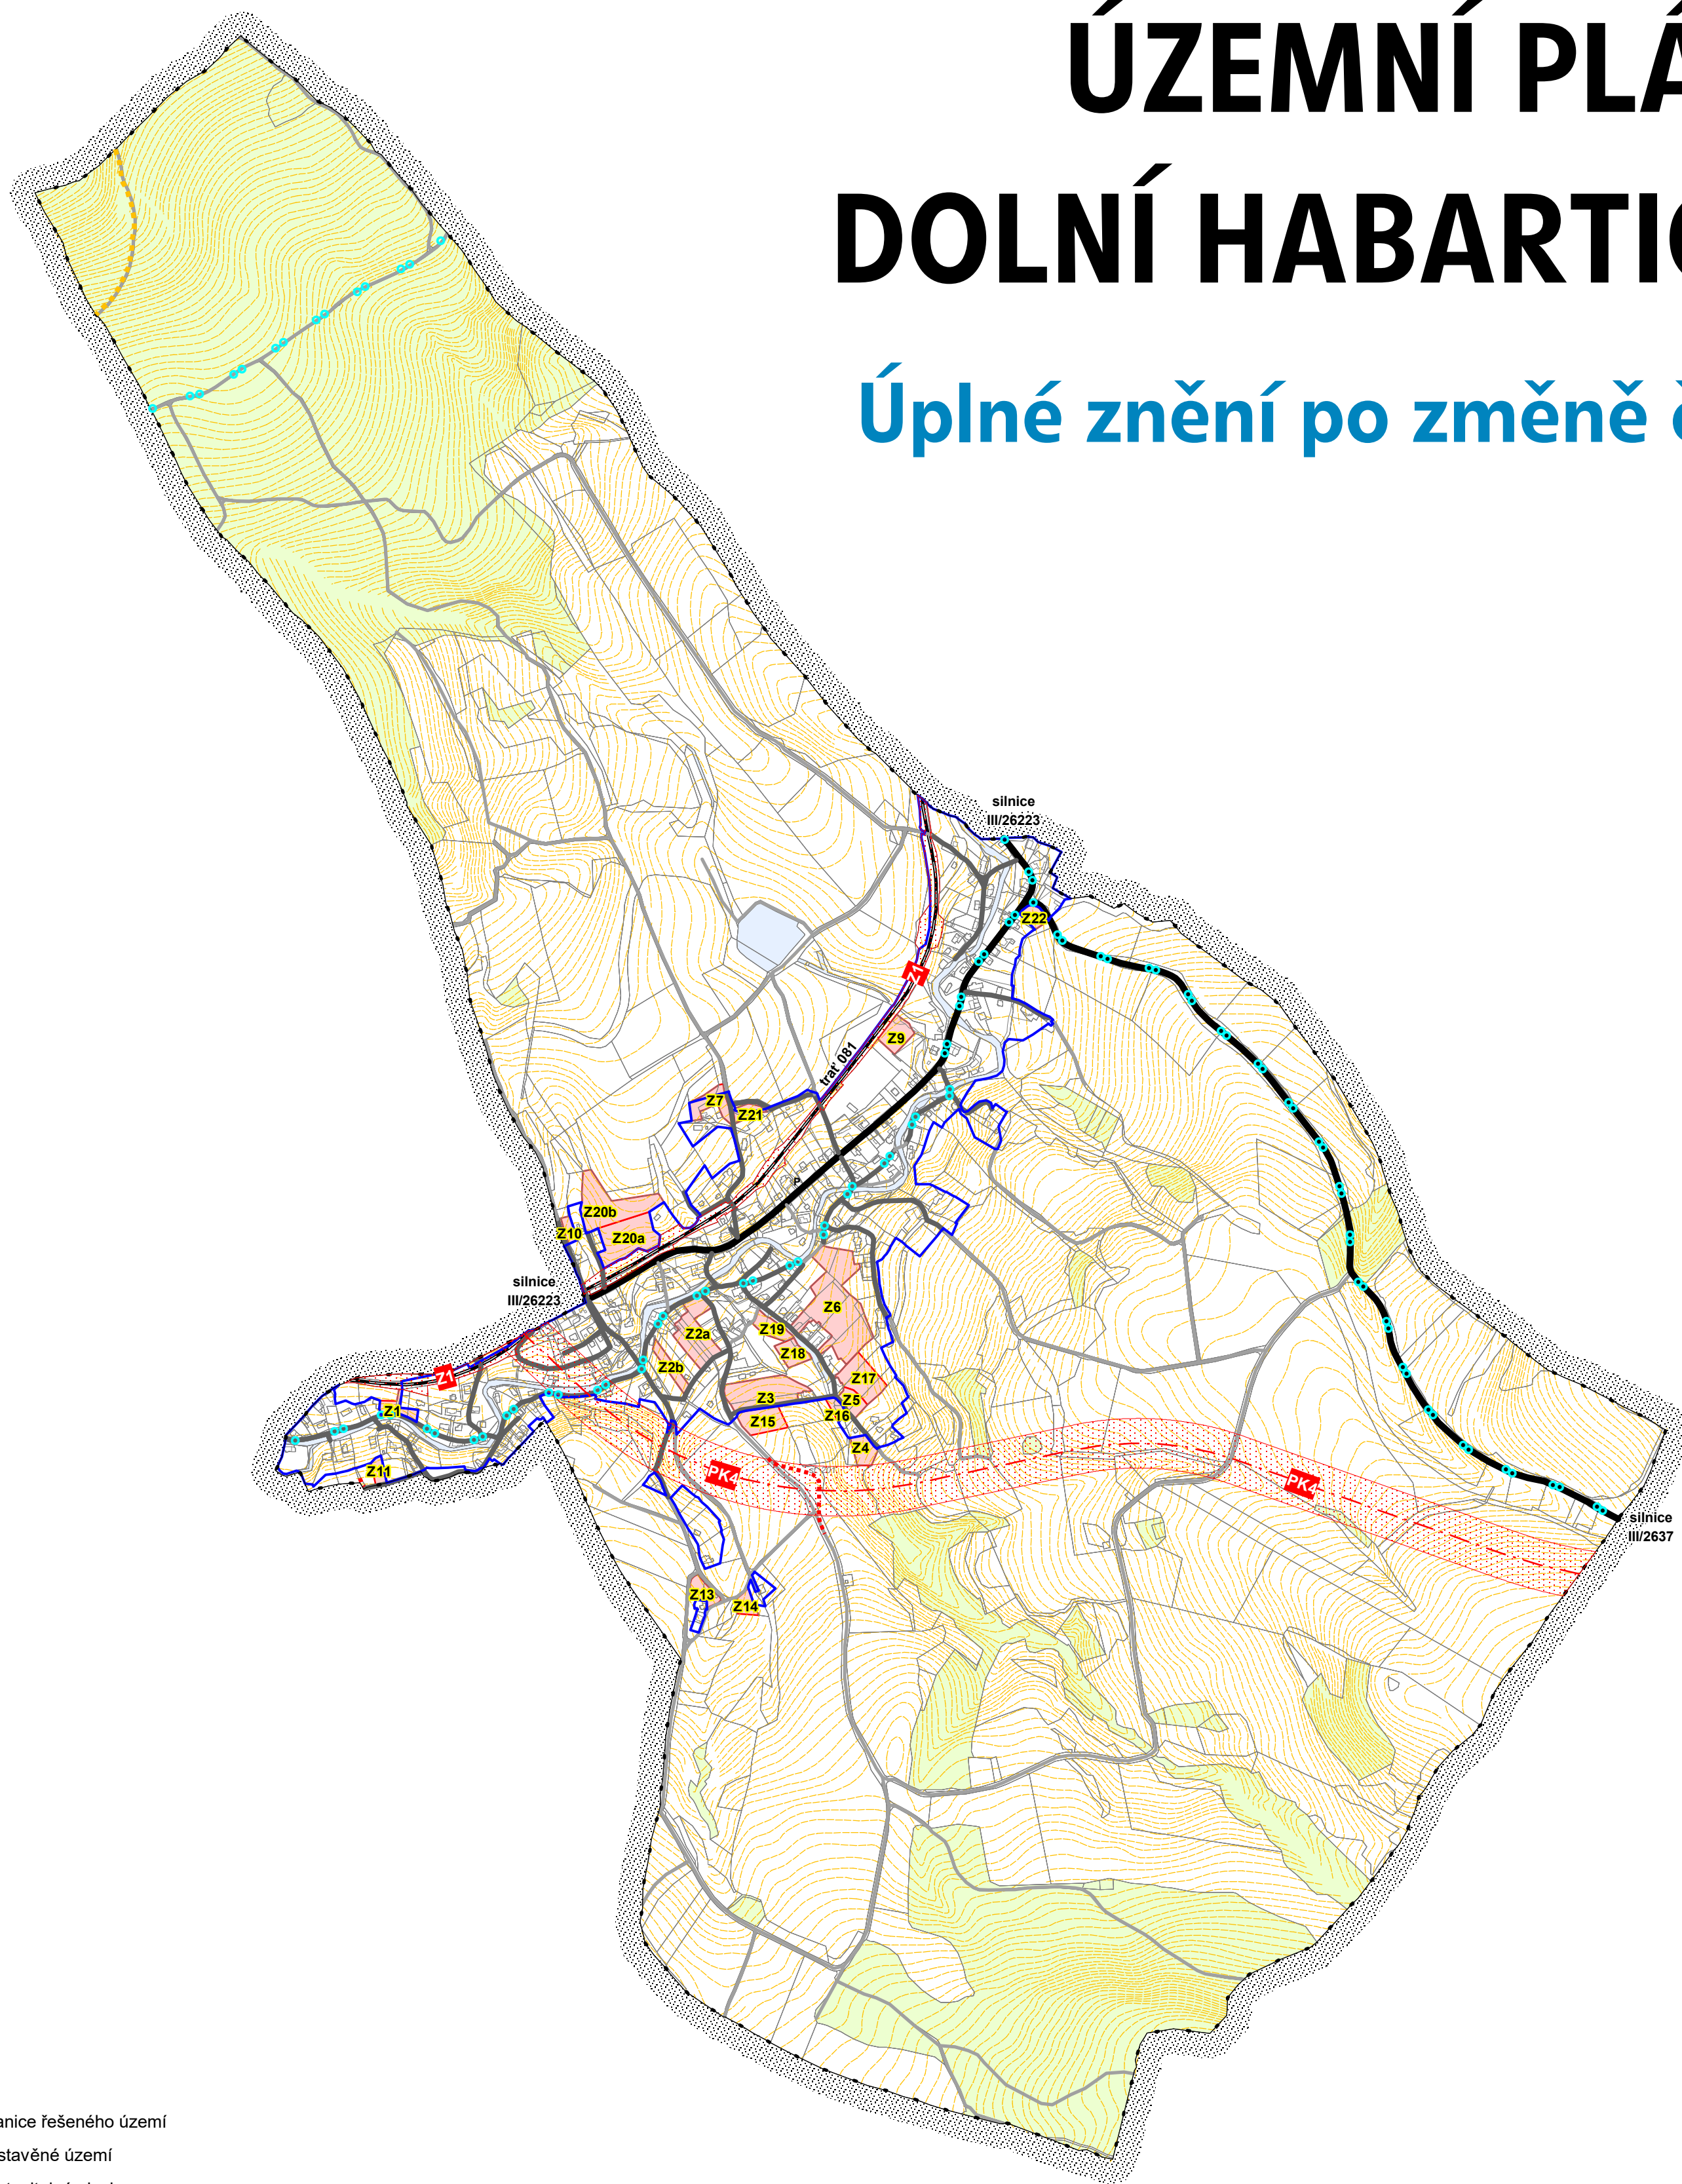 ÚZEMNÍ PLÁ
DOLNÍ HABARTIC
Úplné znění po změně č
silnice
III/26223
Z22
Z1
Z9
trať 081
Z7
Z21
P
Z20b
Z10
Z20a
silnice
III/26223
Z6
Z19
Z2a
Z18
Z2b
Z17
Z1
Z3
Z5
Z1
Z16
Z15
Z4
Z11
PK4
PK4
silnice
III/2637
Z13
Z14
anice řešeného území
stavěné území